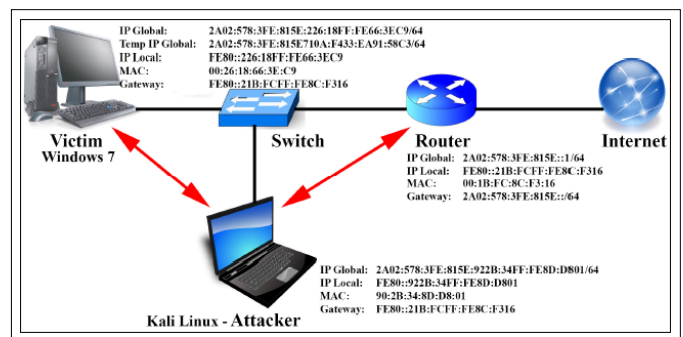 IP Global: 2A02:578:3FE:815E:226:18FF:FE66:3EC9/64
Temp IP Global: 2A02:578:3FE:815E710A:F433:EA91:58C3/64
IP Local: FE80::226:18FF:FE66:3EC9
MAC: 00:26:18:66:3E:C9
Gateway: FE80::21B:FCFF:FE8C:F316
Victim
Windows 7
Switch
Router
Internet
IP Global: 2A02:578:3FE:815E::1/64
IP Local: FE80::21B:FCFF:FE8C:F316
MAC: 00:1B:FC:8C:F3:16
Gateway: 2A02:578:3FE:815E::/64
IP Global: 2A02:578:3FE:815E:922B:34FF:FE8D:D801/64
IP Local: FE80::922B:34FF:FE8D:D801
MAC: 90:2B:34:8D:D8:01
Gateway: FE80::21B:FCFF:FE8C:F316
Kali Linux - Attacker